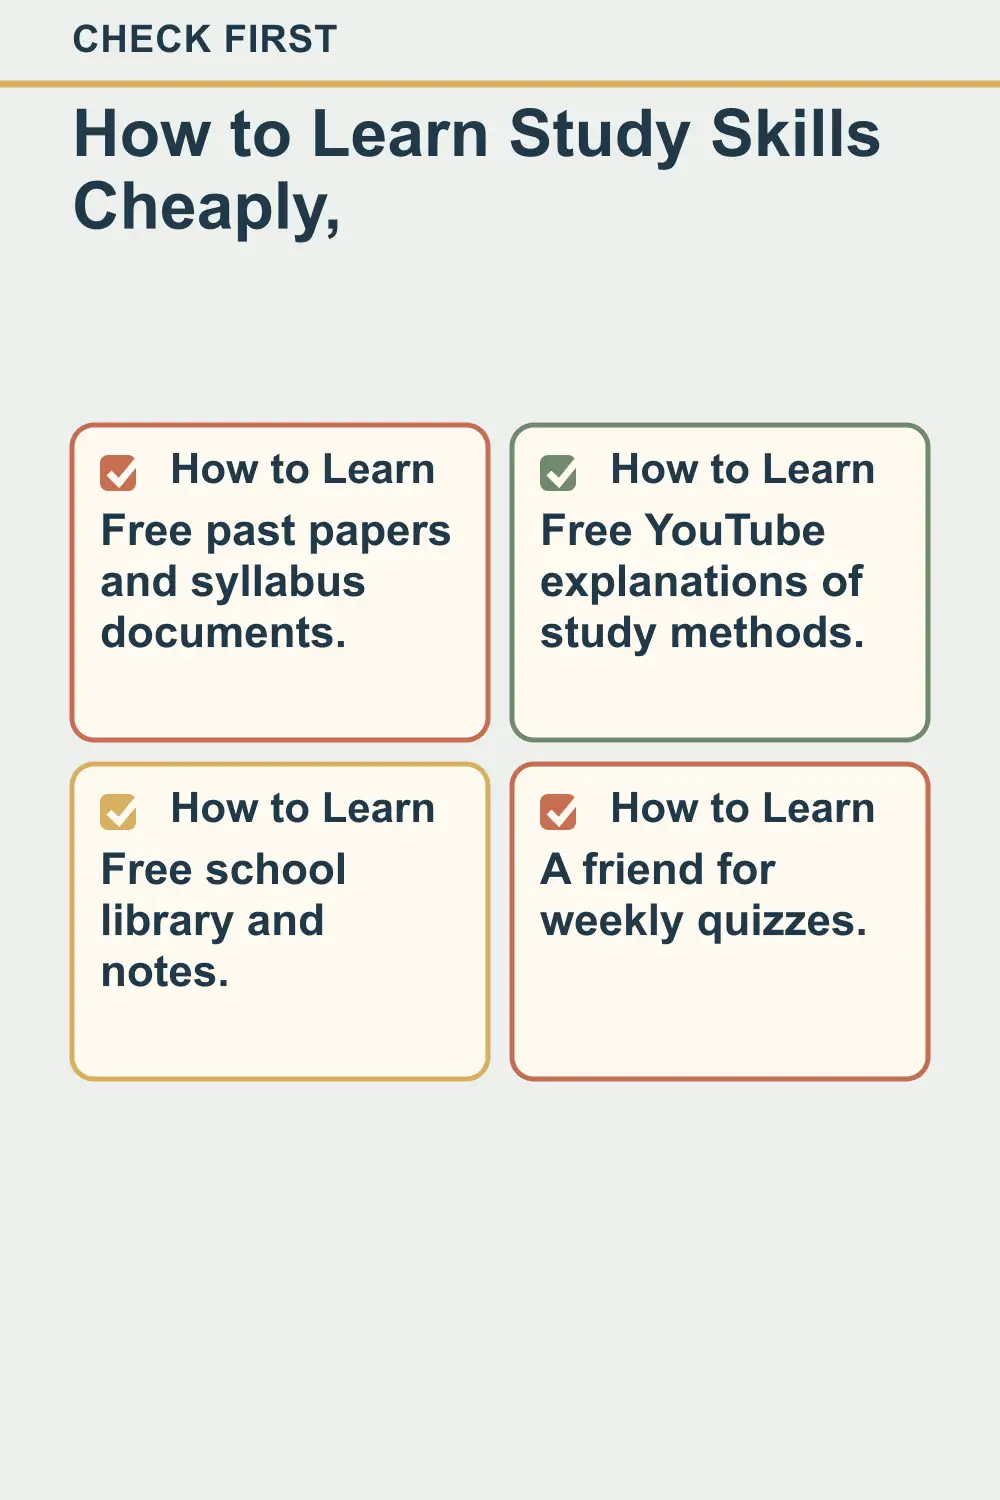 CHECK FIRST
How to Learn Study Skills
Cheaply,
How to Learn
Free past papers
and syllabus
documents.
How to Learn
Free YouTube
explanations of
study methods.
How to Learn
Free school
library and
notes.
How to Learn
A friend for
weekly quizzes.